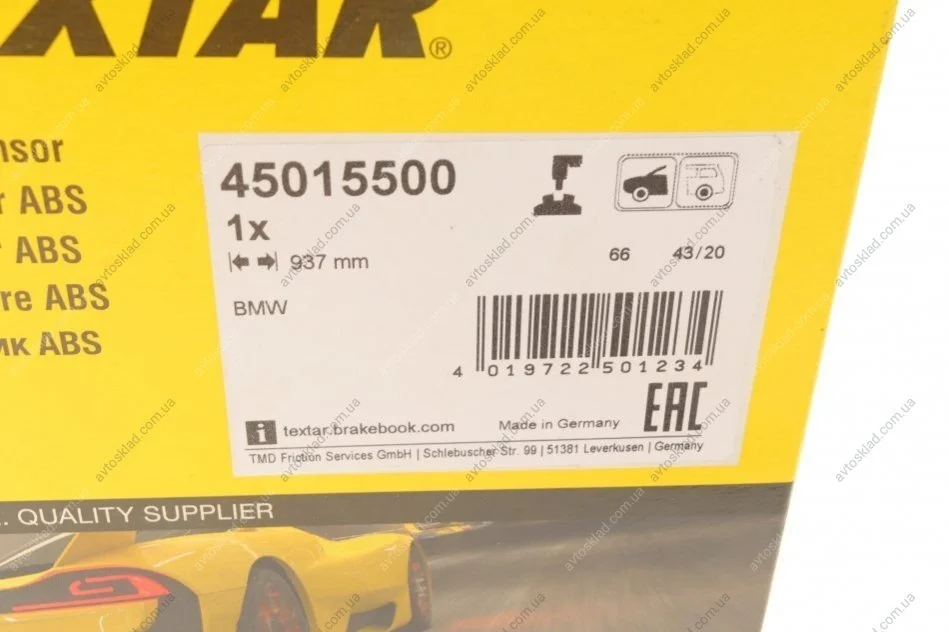 EXTAR®
nsor
r ABS
r ABS
re ABS
ик ABS
45015500
1x
937 mm
BMW
66 43/20
4 019722 501234
EAC
i textar.brakebook.com
Made in Germany
TMD Friction Services GmbH | Schlebuscher Str. 99 | 51381 Leverkusen | Germany
. QUALITY SUPPLIER
avtosklad.com.ua